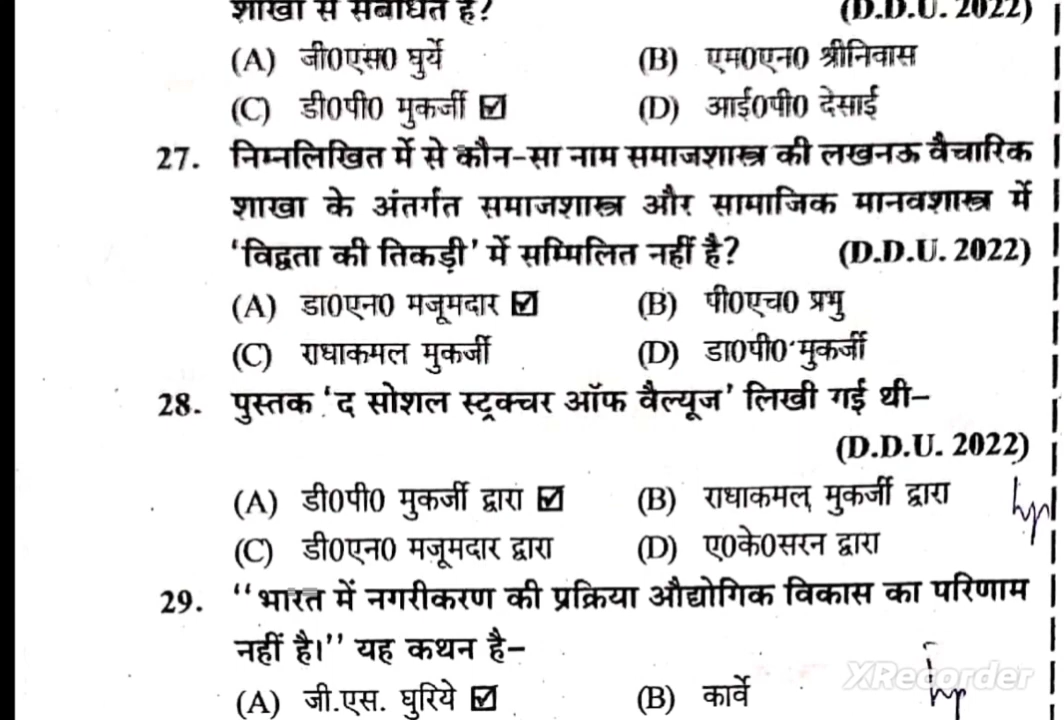 शाखा से संबंधित है? (D.D.U. 2022)
(A) जी0एस0 घुर्ये (B) एम0एन0 श्रीनिवास
(C) डी0पी0 मुकर्जी ☑ (D) आई0पी0 देसाई
27. निम्नलिखित में से कौन-सा नाम समाजशास्त्र की लखनऊ वैचारिक
शाखा के अंतर्गत समाजशास्त्र और सामाजिक मानवशास्त्र में
‘विद्वता की तिकड़ी’ में सम्मिलित नहीं है? (D.D.U. 2022)
(A) डा0एन0 मजूमदार ☑ (B) पी0एच0 प्रभु
(C) राधाकमल मुकर्जी (D) डा0पी0 मुकर्जी
28. पुस्तक ‘द सोशल स्ट्रक्चर ऑफ वैल्यूज’ लिखी गई थी–
(D.D.U. 2022)
(A) डी0पी0 मुकर्जी द्वारा ☑ (B) राधाकमल् मुकर्जी द्वारा
(C) डी0एन0 मजूमदार द्वारा (D) ए0के0सरन द्वारा
29. ‘‘भारत में नगरीकरण की प्रक्रिया औद्योगिक विकास का परिणाम
नहीं है।’’ यह कथन है–
(A) जी.एस. घुरिये ☑ (B) कार्वे
XRecorder